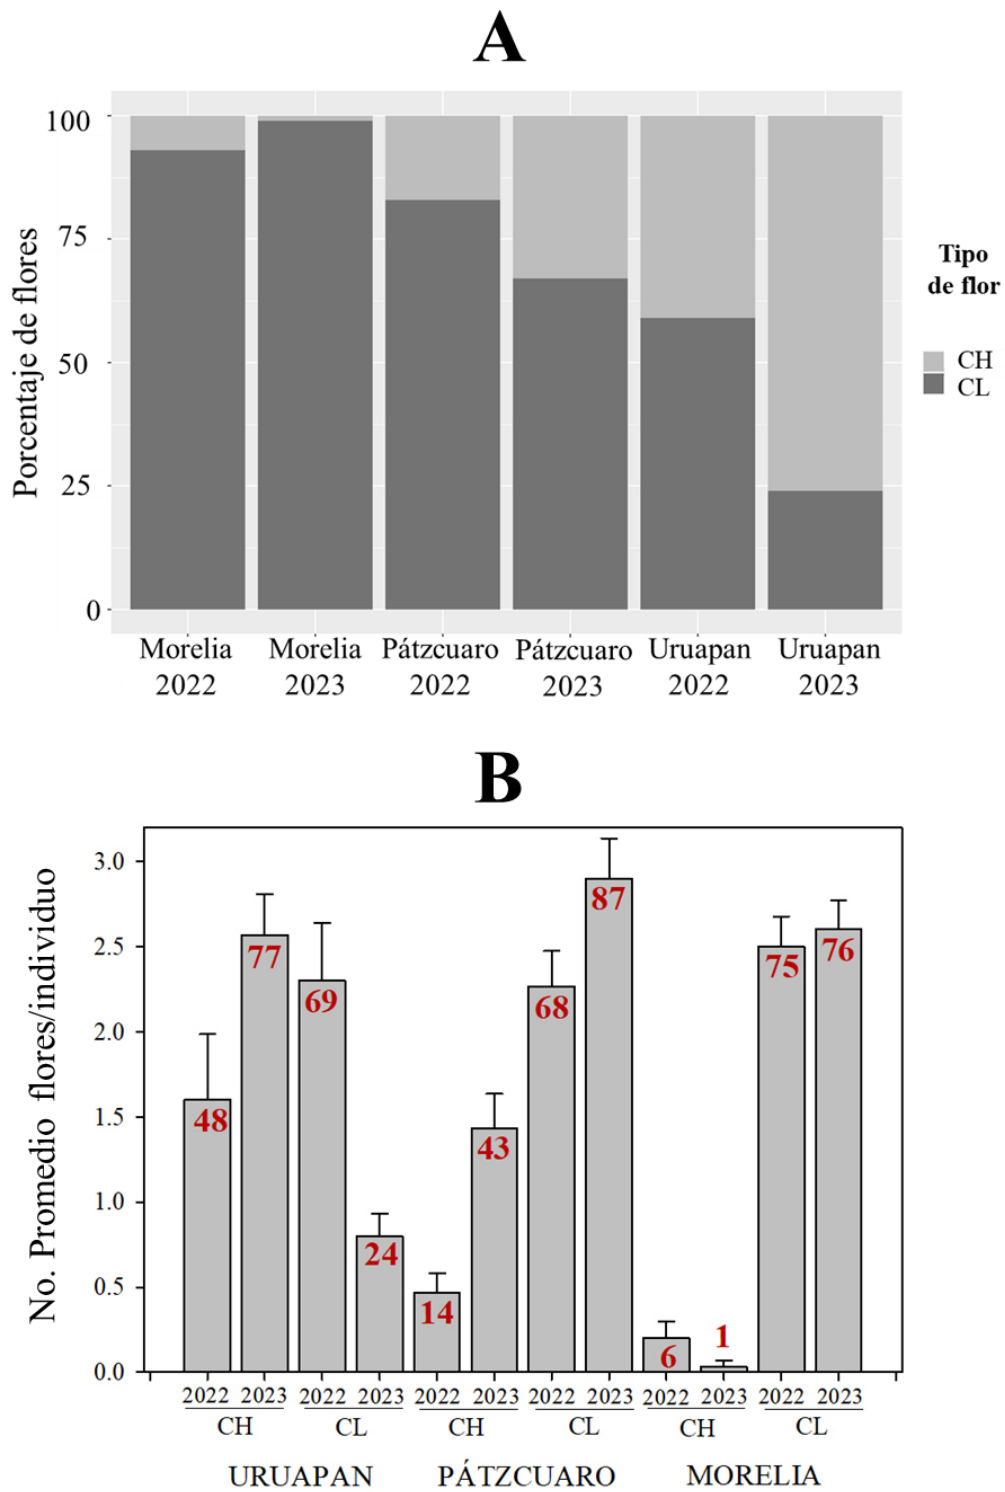 A
Porcentaje de flores
100
75
50
25
0
Morelia 2022
Morelia 2023
Pátzcuaro 2022
Pátzcuaro 2023
Uruapan 2022
Uruapan 2023
Tipo
de flor
CH
CL
B
No. Promedio flores/individuo
3.0
2.5
2.0
1.5
1.0
0.5
0.0
48
77
69
24
14
43
68
87
6
1
75
76
2022 2023 2022 2023 2022 2023 2022 2023 2022 2023 2022 2023
CH CL CH CL CH CL
URUAPAN PÁTZCUARO MORELIA